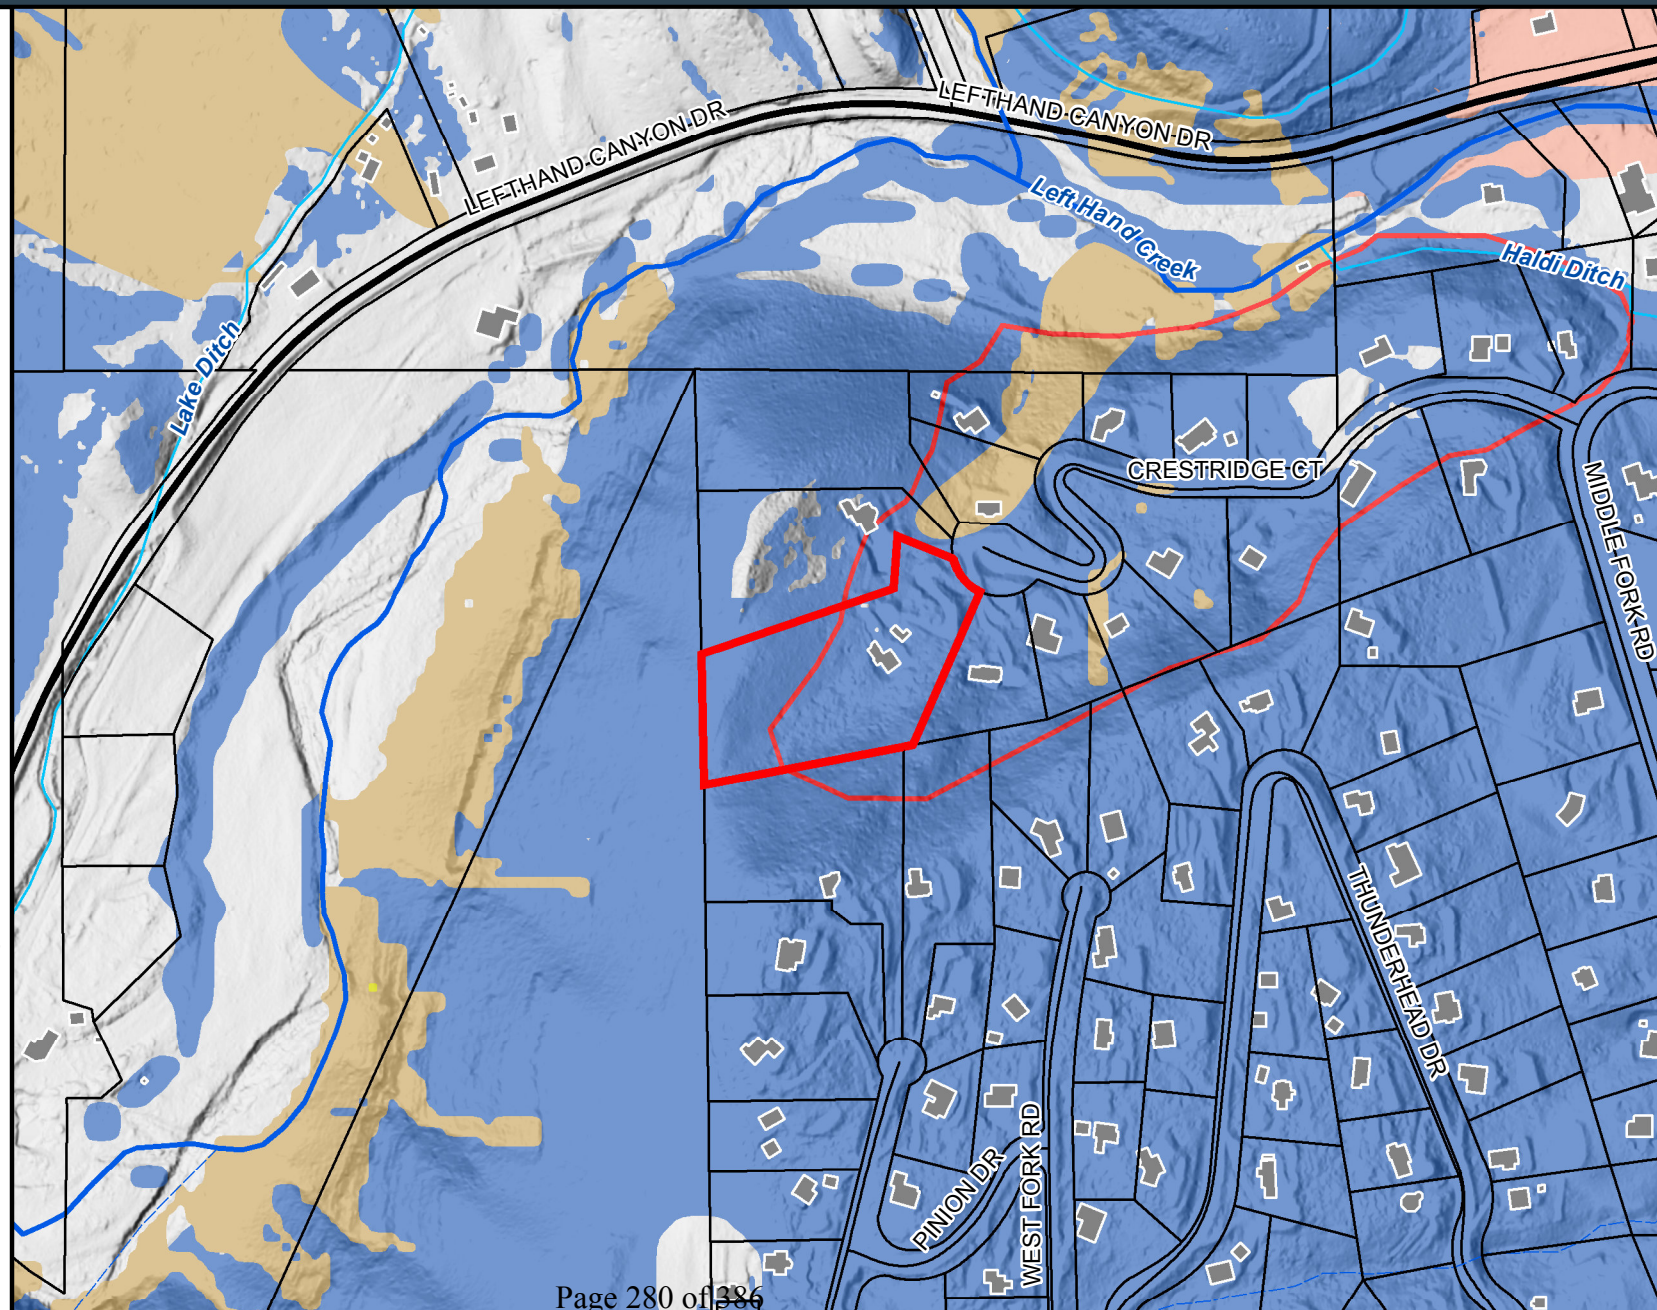 LEFTHAND CANYON DR
LEFTHAND CANYON DR
Left Hand Creek
Haldi Ditch
Lake Ditch
CRESTRIDGE CT
MIDDLE FORK RD
THUNDERHEAD DR
PINION DR
WEST FORK RD
Page 280 of 386